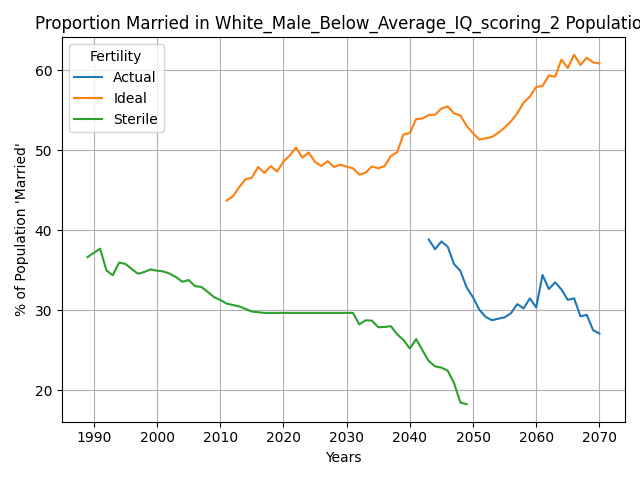 Proportion Married in White_Male_Below_Average_IQ_scoring_2 Populatio
Fertility
Actual
Ideal
Sterile
% of Population 'Married'
60
50
40
30
20
1990 2000 2010 2020 2030 2040 2050 2060 2070
Years